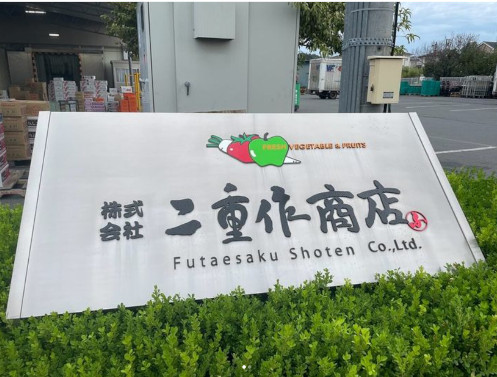 FRESH VEGETABLE & FRUITS
株式会社 二重作商店
Futaesaku Shoten Co.,Ltd.